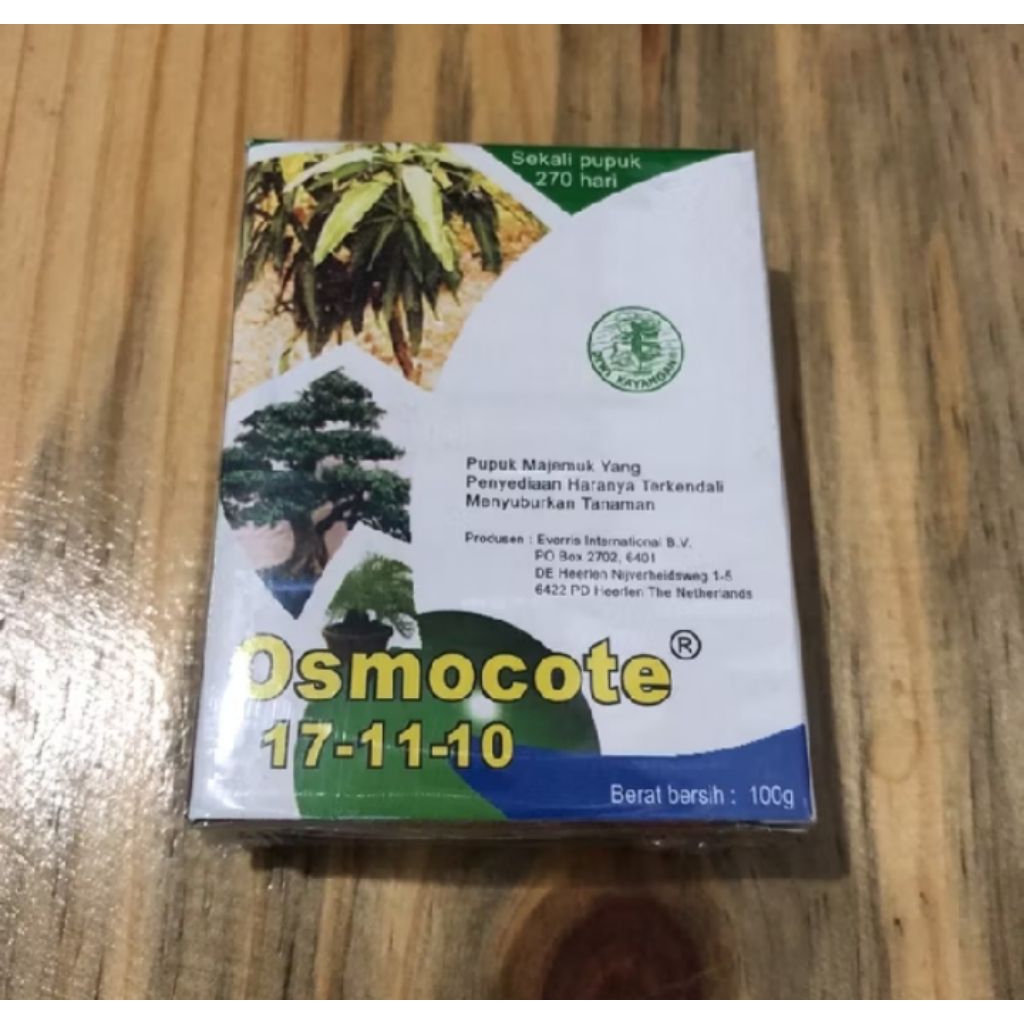 Sekali pupuk
270 hari
KAYANGAN
Pupuk Majemuk Yang
Penyediaan Haranya Terkendali
Menyuburkan Tanaman
Produsen : Everris International B.V.
PO Box 2702, 6401
DE Heerlen Nijverheidsweg 1-5
6422 PD Heerlen The Netherlands
Osmocote®
17-11-10
Berat bersih : 100g